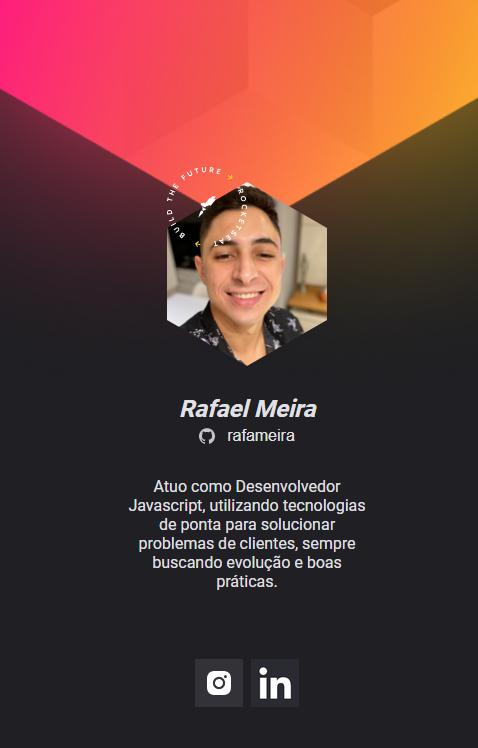 BUILD THE FUTURE → ROCKETSEAT →
Rafael Meira
rafameira
Atuo como Desenvolvedor
Javascript, utilizando tecnologias
de ponta para solucionar
problemas de clientes, sempre
buscando evolução e boas
práticas.
in